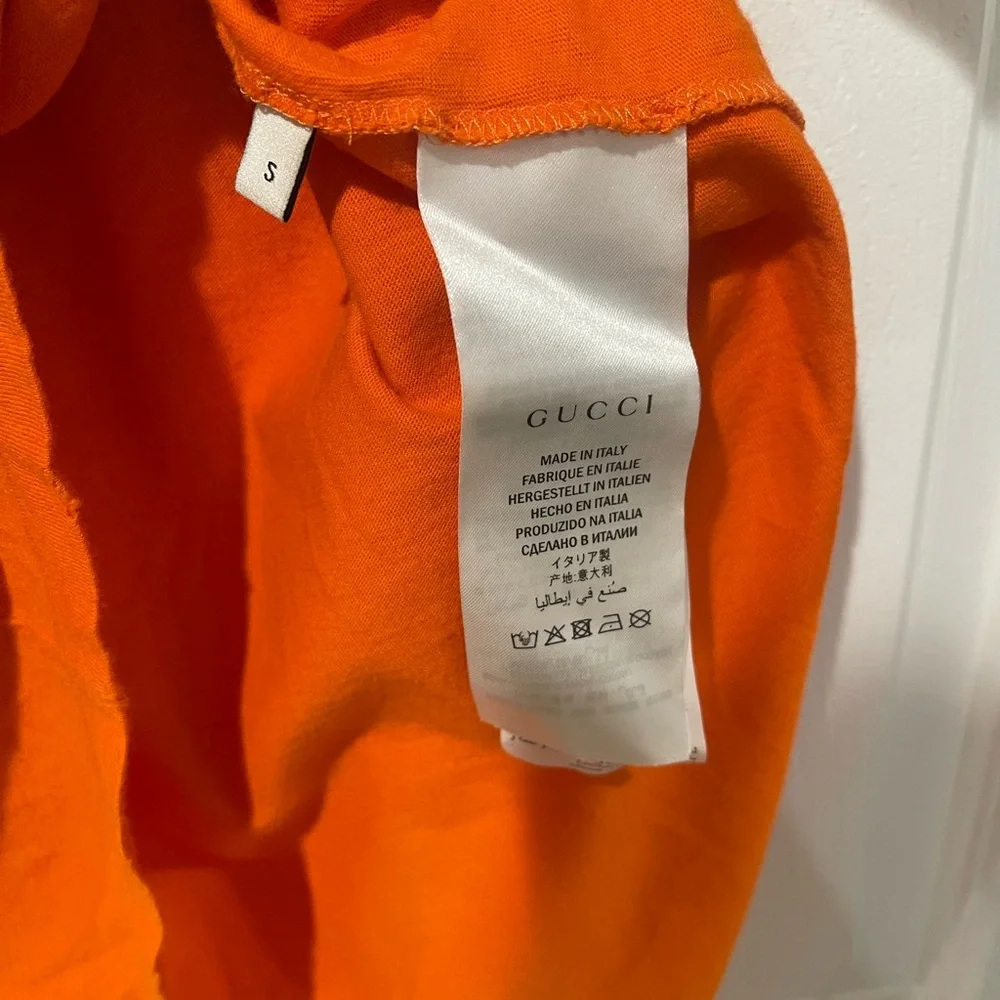 S
GUCCI
MADE IN ITALY
FABRIQUE EN ITALIE
HERGESTELLT IN ITALIEN
HECHO EN ITALIA
PRODUZIDO NA ITALIA
СДЕЛАНО В ИТАЛИИ
イタリア製
产地:意大利
صُنع في إيطاليا